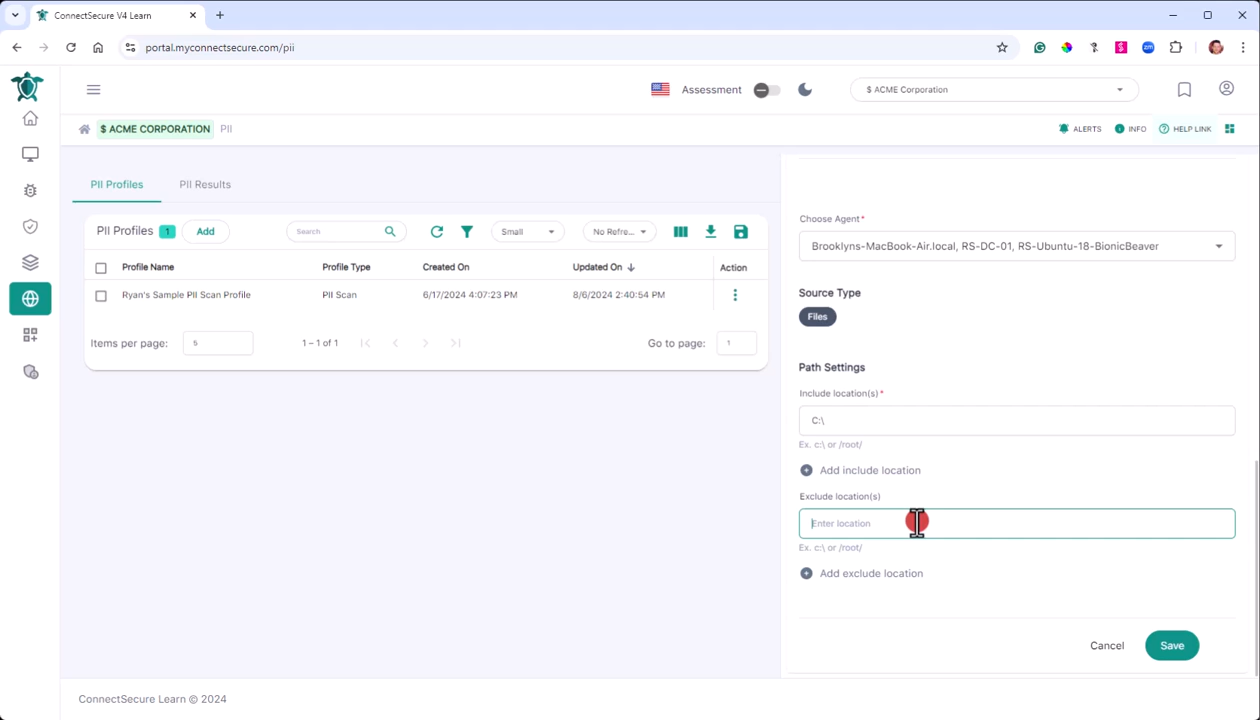 ConnectSecure V4 Learn
portal.myconnectsecure.com/pii
Assessment
$ ACME Corporation
$ ACME CORPORATION PII
ALERTS INFO HELP LINK
PII Profiles PII Results
PII Profiles 1 Add Search Small No Refre...
Profile Name Profile Type Created On Updated On Action
Ryan's Sample PII Scan Profile PII Scan 6/17/2024 4:07:23 PM 8/6/2024 2:40:54 PM
Items per page: 5 1 – 1 of 1 Go to page: 1
Choose Agent*
Brooklyns-MacBook-Air.local, RS-DC-01, RS-Ubuntu-18-BionicBeaver
Source Type
Files
Path Settings
Include location(s)*
C:\
Ex. c:\ or /root/
Add include location
Exclude location(s)
Enter location
Ex. c:\ or /root/
Add exclude location
Cancel Save
ConnectSecure Learn © 2024